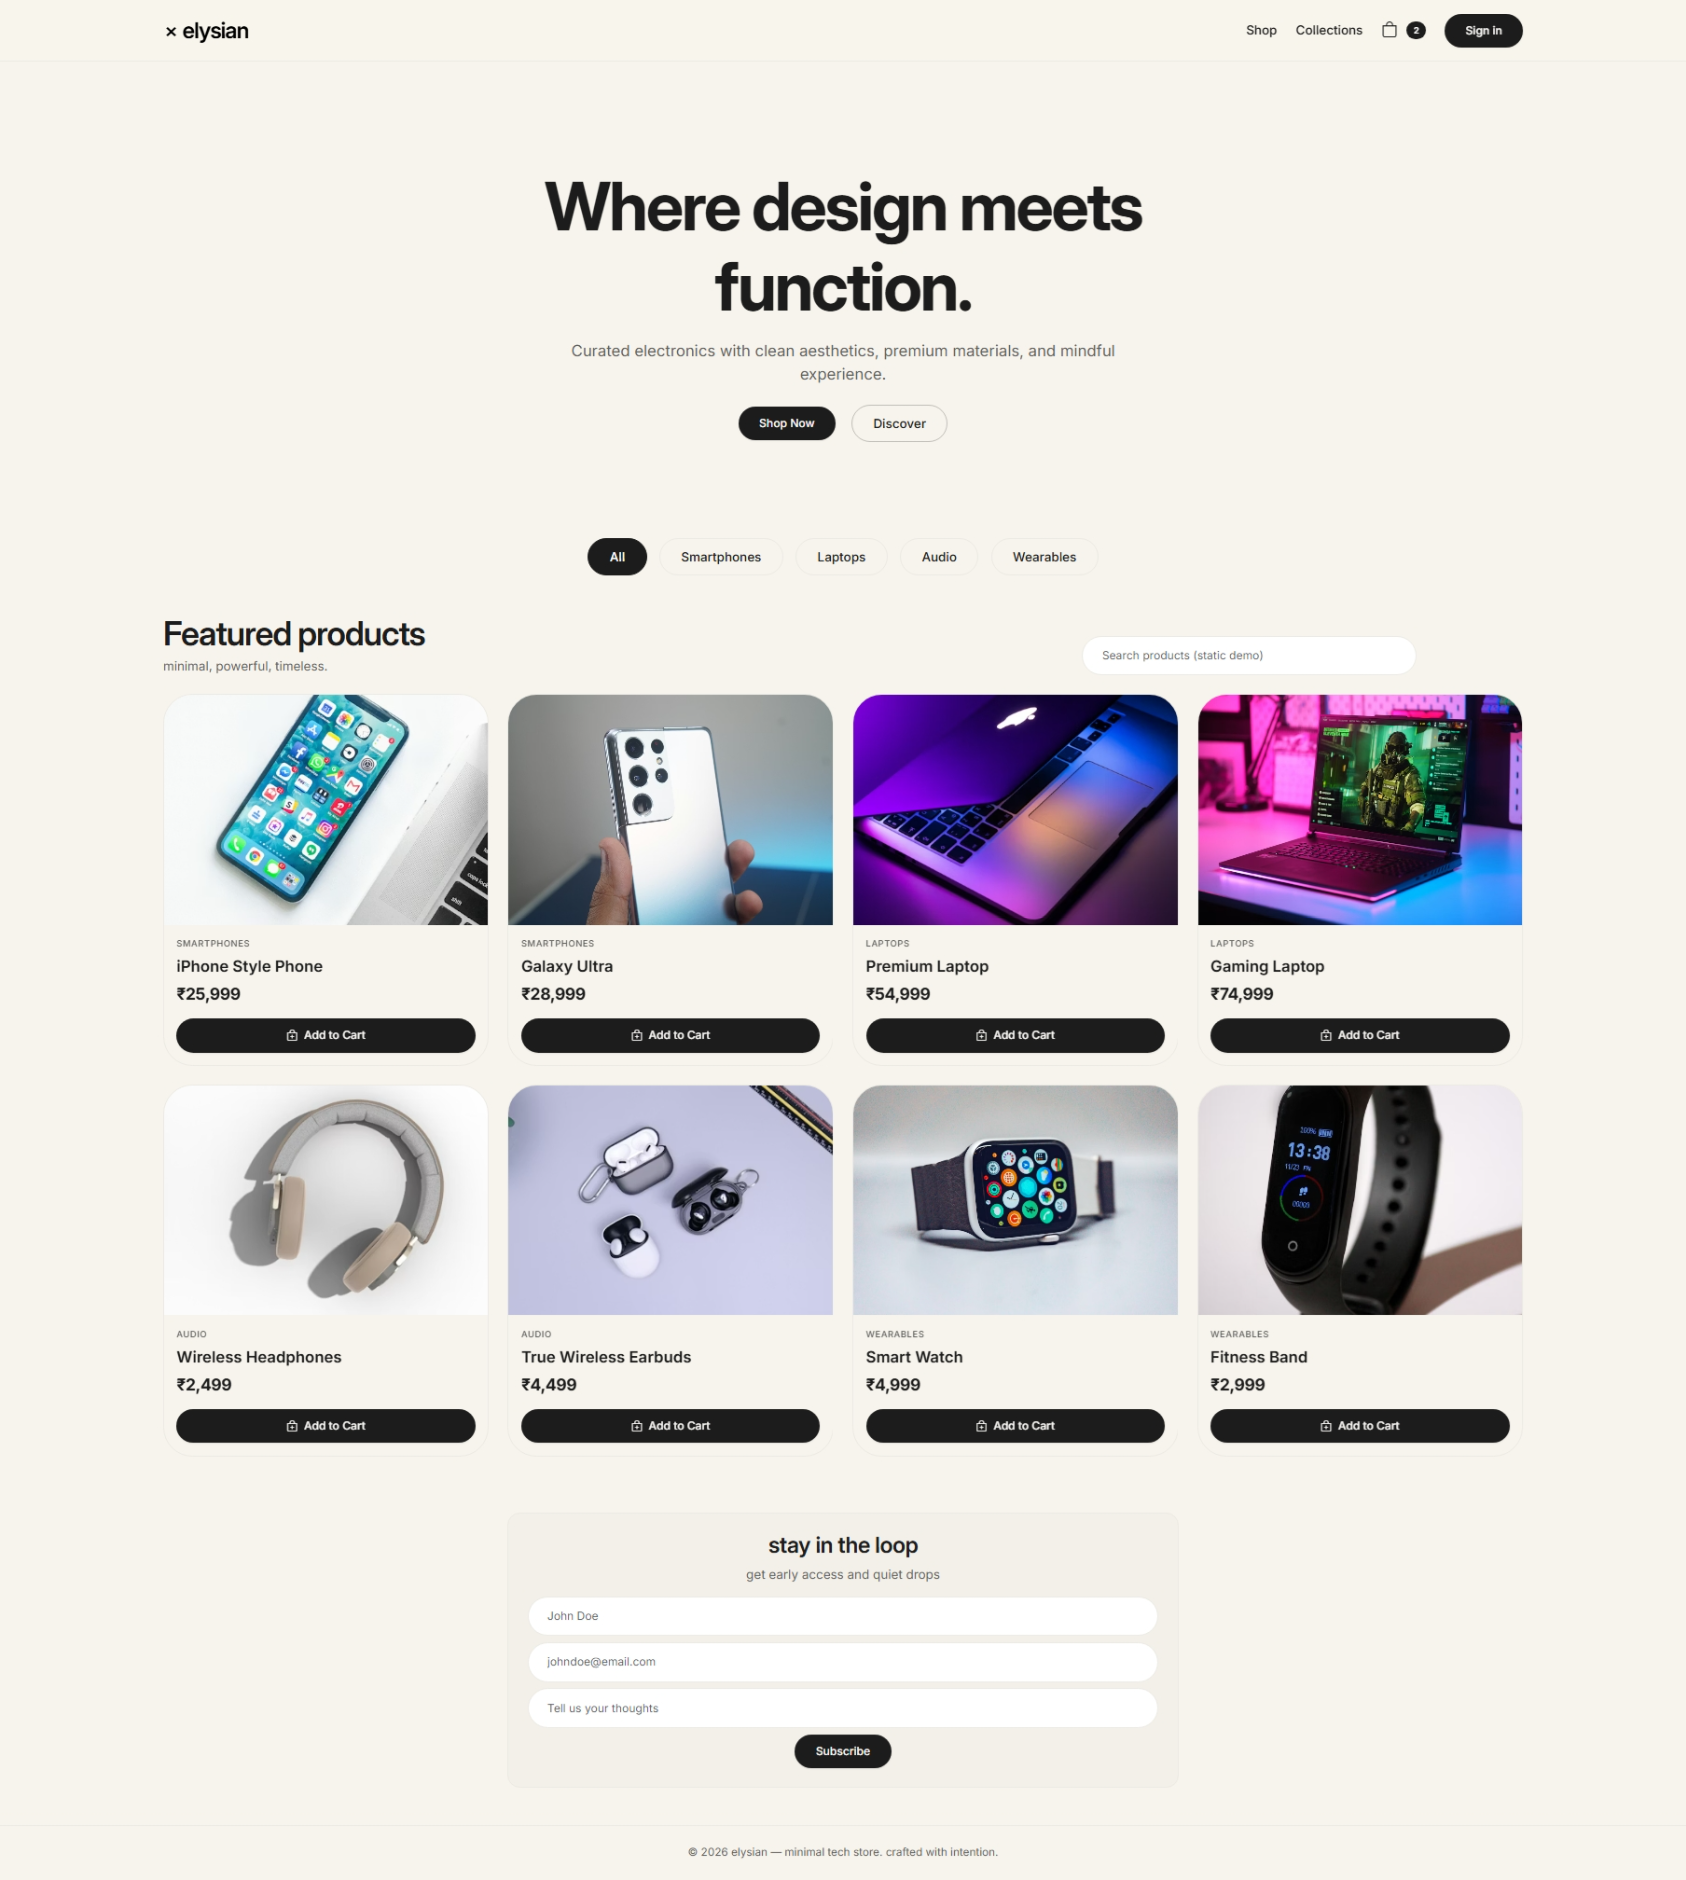 × elysian
Shop Collections 2 Sign in
Where design meets
function.
Curated electronics with clean aesthetics, premium materials, and mindful
experience.
Shop Now Discover
All Smartphones Laptops Audio Wearables
Featured products
minimal, powerful, timeless.
Search products (static demo)
caps lock
shift
SMARTPHONES
iPhone Style Phone
₹25,999
Add to Cart
SMARTPHONES
Galaxy Ultra
₹28,999
Add to Cart
LAPTOPS
Premium Laptop
₹54,999
Add to Cart
LAPTOPS
Gaming Laptop
₹74,999
Add to Cart
AUDIO
Wireless Headphones
₹2,499
Add to Cart
AUDIO
True Wireless Earbuds
₹4,499
Add to Cart
WEARABLES
Smart Watch
₹4,999
Add to Cart
100%
13:38
WEARABLES
Fitness Band
₹2,999
Add to Cart
stay in the loop
get early access and quiet drops
John Doe
johndoe@email.com
Tell us your thoughts
Subscribe
© 2026 elysian — minimal tech store. crafted with intention.